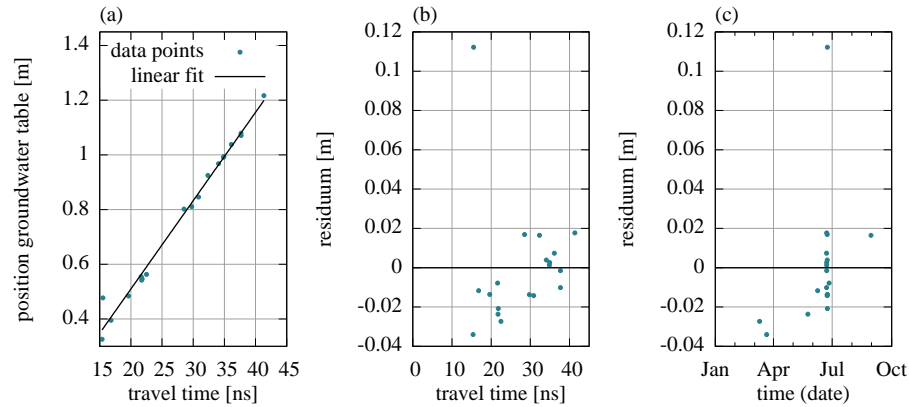 (a)
position groundwater table [m]
1.4
1.2
1
0.8
0.6
0.4
data points
linear fit
15 20 25 30 35 40 45
travel time [ns]
(b)
residuum [m]
0.12
0.1
0.08
0.06
0.04
0.02
0
-0.02
-0.04
0 10 20 30 40
travel time [ns]
(c)
residuum [m]
0.12
0.1
0.08
0.06
0.04
0.02
0
-0.02
-0.04
Jan Apr Jul Oct
time (date)